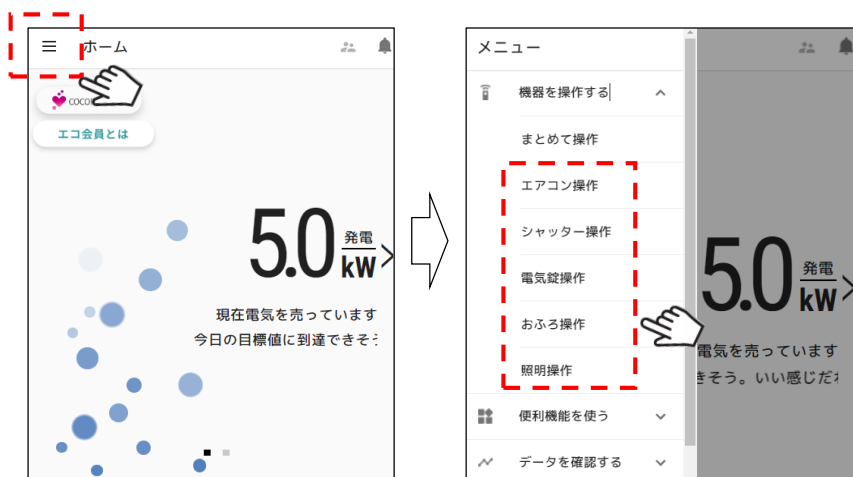 ホーム
エコ会員とは
5.0
発電
kW
現在電気を売っています
今日の目標値に到達できそ
メニュー
機器を操作する
まとめて操作
エアコン操作
シャッター操作
電気錠操作
おふろ操作
照明操作
便利機能を使う
データを確認する
5.0
発電
kW
電気を売っています
きそう。いい感じだ